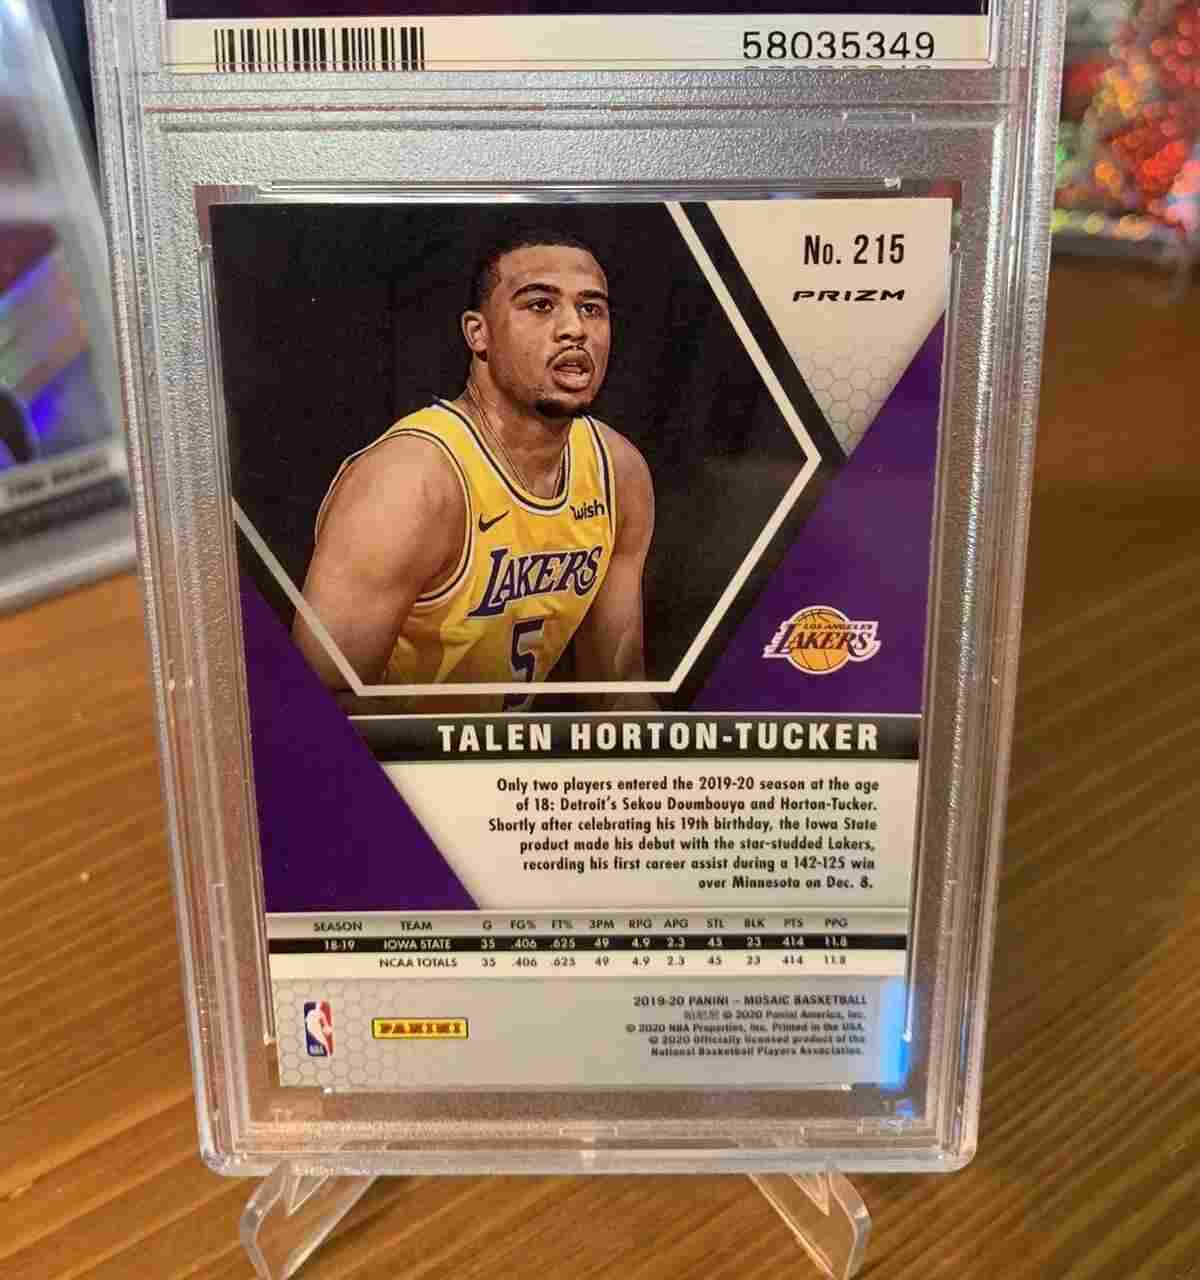 58035349
No. 215
PRIZM
wish
LAKERS
5
LOS ANGELES
LAKERS
TALEN HORTON-TUCKER
Only two players entered the 2019-20 season at the age
of 18: Detroit's Sekou Doumbouya and Horton-Tucker.
Shortly after celebrating his 19th birthday, the Iowa State
product made his debut with the star-studded Lakers,
recording his first career assist during a 142-125 win
over Minnesota on Dec. 8.
SEASON TEAM G FG% FT% 3PM RPG APG STL BLK PTS PPG
18-19 IOWA STATE 35 .406 .625 49 4.9 2.3 45 23 414 11.8
NCAA TOTALS 35 .406 .625 49 4.9 2.3 45 23 414 11.8
2019-20 PANINI – MOSAIC BASKETBALL
© 2020 Panini America, Inc.
© 2020 NBA Properties, Inc. Printed in the USA.
© 2020 Officially licensed product of the
National Basketball Players Association.
NBA
PANINI